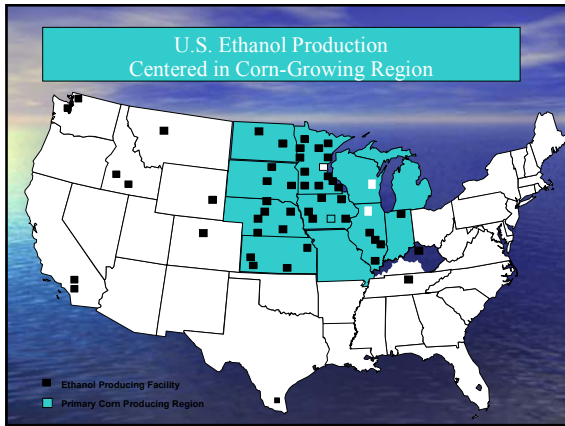 U.S. Ethanol Production
Centered in Corn-Growing Region
Ethanol Producing Facility
Primary Corn Producing Region